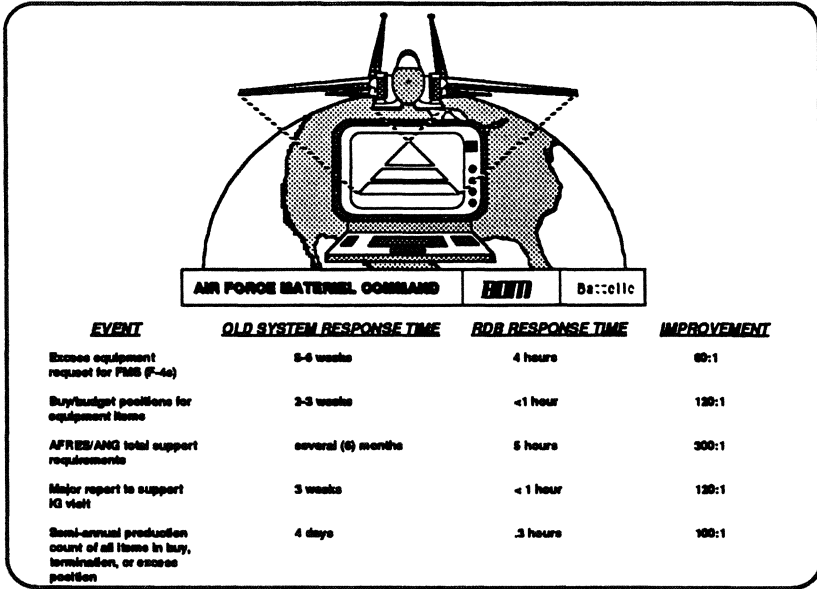 AIR FORCE MATERIEL COMMAND BDM Battelle
EVENT OLD SYSTEM RESPONSE TIME RDB RESPONSE TIME IMPROVEMENT
Excess equipment
request for FMS (F-4s) 5-6 weeks 4 hours 60:1
Buy/budget positions for
equipment items 2-3 weeks <1 hour 120:1
AFRES/ANG total support
requirements several (6) months 5 hours 300:1
Major report to support
IG visit 3 weeks < 1 hour 120:1
Semi-annual production
count of all items in buy,
termination, or excess
position 4 days .3 hours 100:1